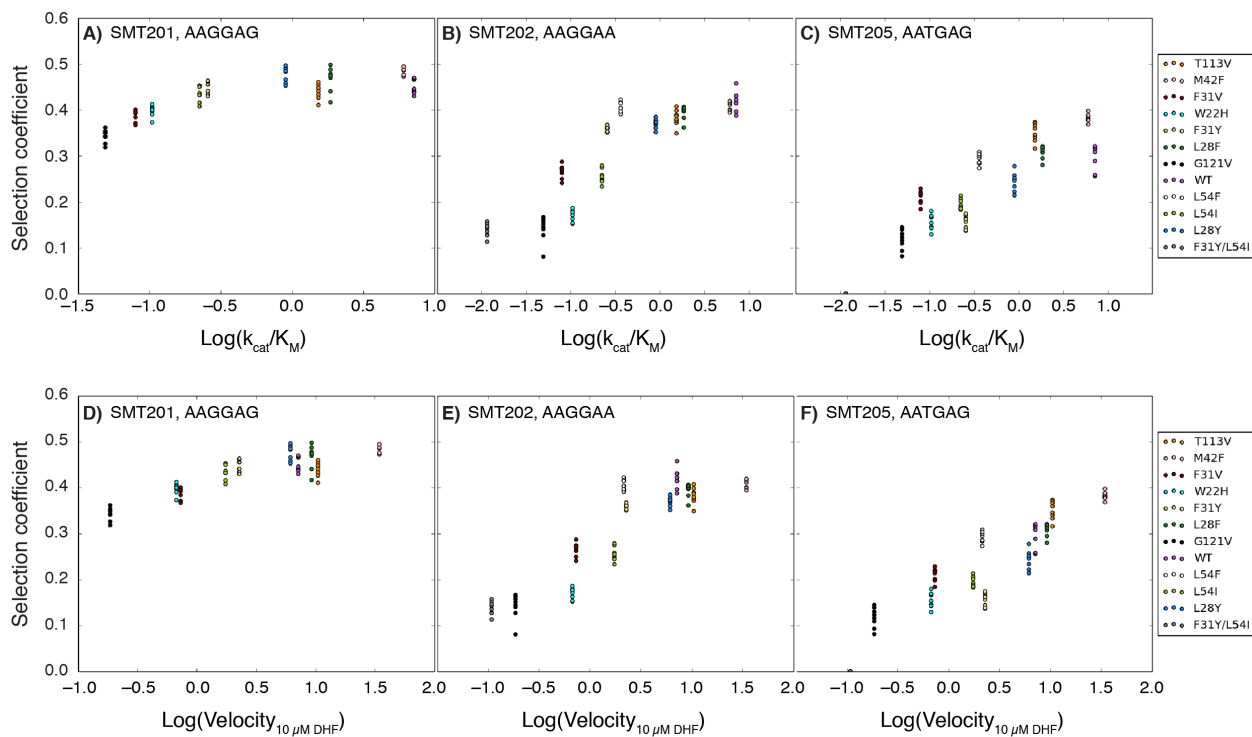 A) SMT201, AAGGAG
B) SMT202, AAGGAA
C) SMT205, AATGAG
Selection coefficient
0.6
0.5
0.4
0.3
0.2
0.1
0.0
−1.5 −1.0 −0.5 0.0 0.5 1.0
−2.0 −1.5 −1.0 −0.5 0.0 0.5 1.0
−2.0 −1.5 −1.0 −0.5 0.0 0.5 1.0
Log(kcat/KM)
Log(kcat/KM)
Log(kcat/KM)
T113V
M42F
F31V
W22H
F31Y
L28F
G121V
WT
L54F
L54I
L28Y
F31Y/L54I
D) SMT201, AAGGAG
E) SMT202, AAGGAA
F) SMT205, AATGAG
Selection coefficient
0.6
0.5
0.4
0.3
0.2
0.1
0.0
−1.0 −0.5 0.0 0.5 1.0 1.5 2.0
−1.0 −0.5 0.0 0.5 1.0 1.5 2.0
−1.0 −0.5 0.0 0.5 1.0 1.5 2.0
Log(Velocity10 µM DHF)
Log(Velocity10 µM DHF)
Log(Velocity10 µM DHF)
T113V
M42F
F31V
W22H
F31Y
L28F
G121V
WT
L54F
L54I
L28Y
F31Y/L54I